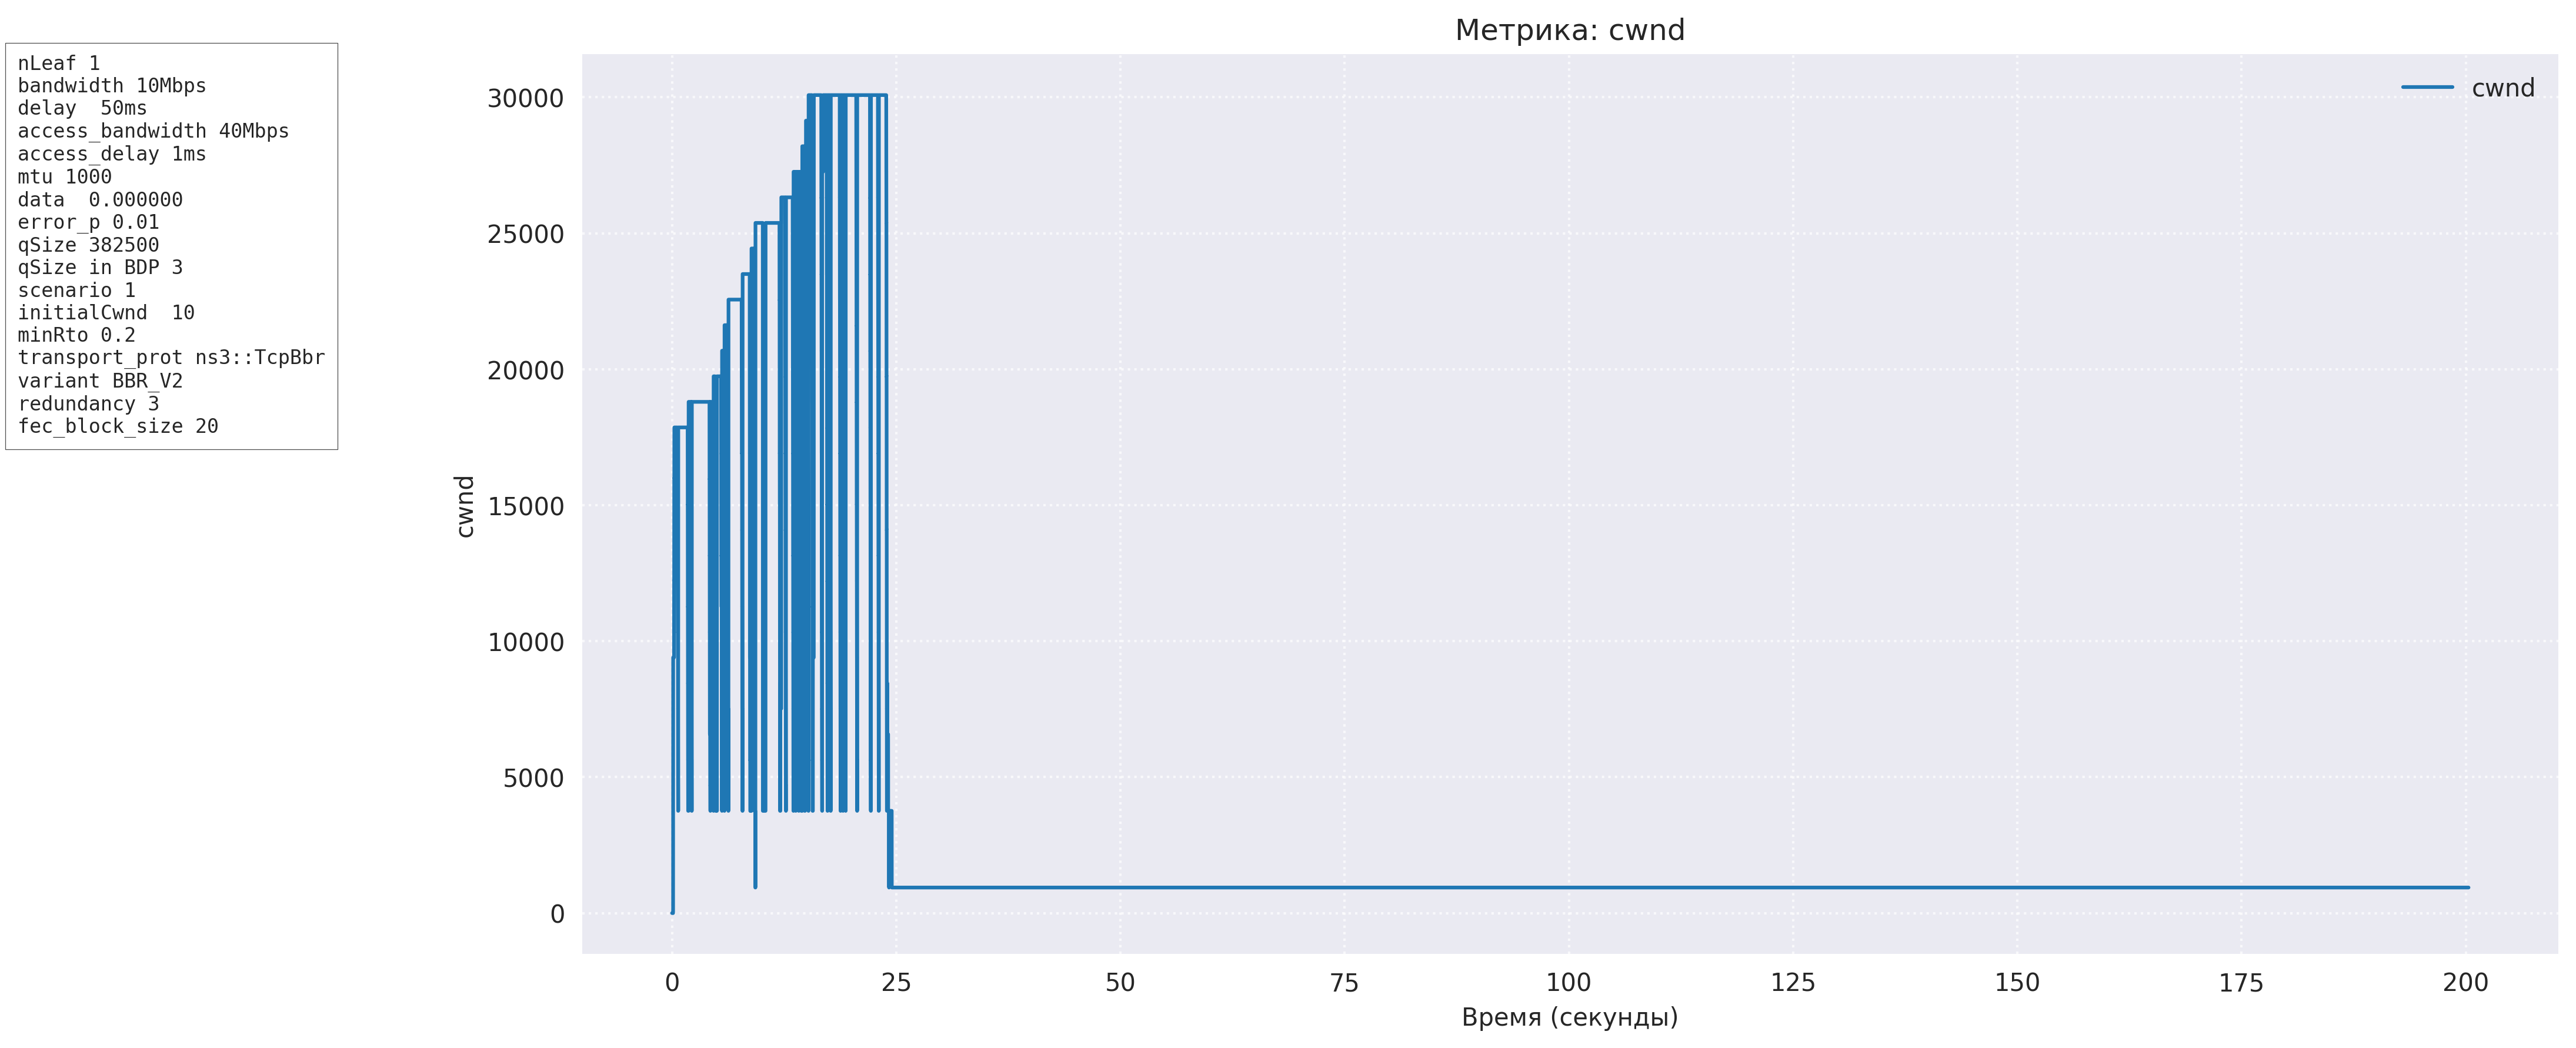 Метрика: cwnd
nLeaf 1
bandwidth 10Mbps
delay  50ms
access_bandwidth 40Mbps
access_delay 1ms
mtu 1000
data  0.000000
error_p 0.01
qSize 382500
qSize in BDP 3
scenario 1
initialCwnd  10
minRto 0.2
transport_prot ns3::TcpBbr
variant BBR_V2
redundancy 3
fec_block_size 20
cwnd
30000
25000
20000
15000
10000
5000
0
cwnd
0 25 50 75 100 125 150 175 200
Время (секунды)